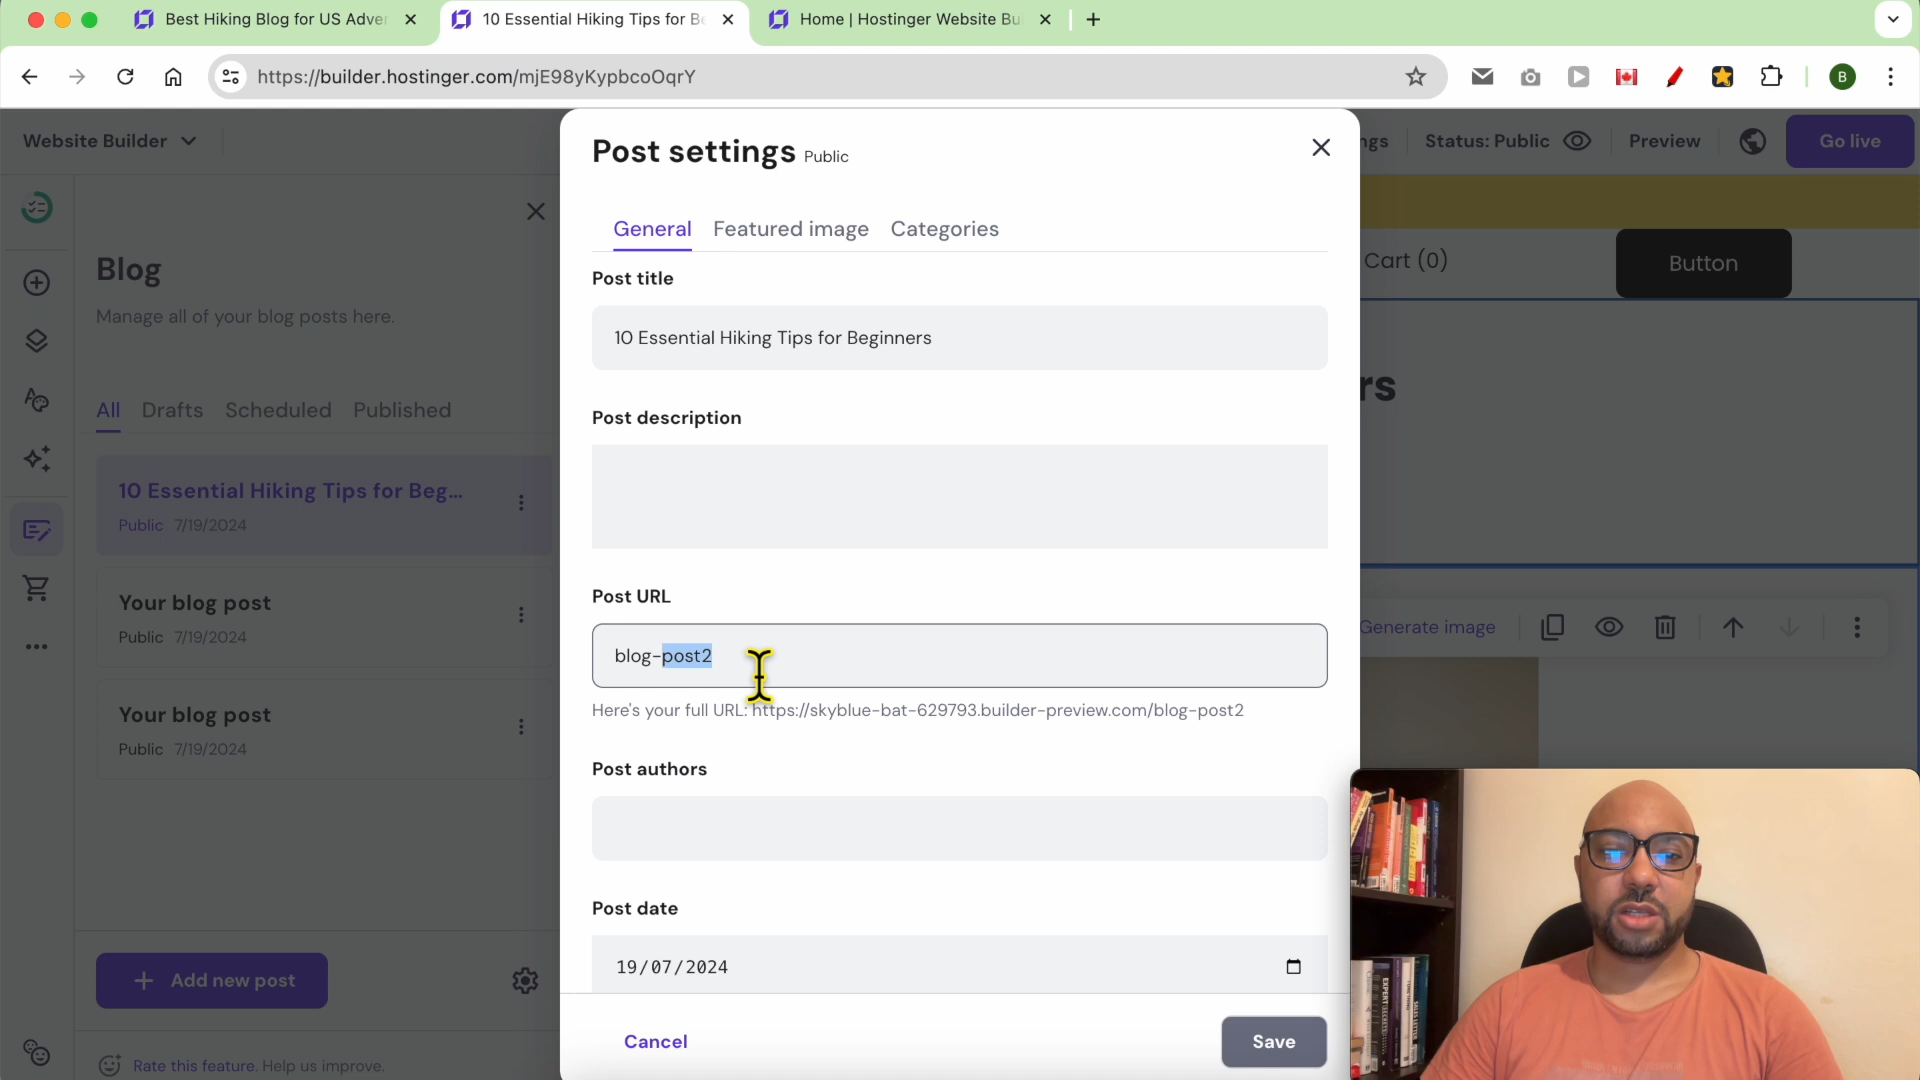 Best Hiking Blog for US Adve
10 Essential Hiking Tips for Be
Home | Hostinger Website Bu
https://builder.hostinger.com/mjE98yKypbcoOqrY
B
Website Builder
Post settings Public
ngs
Status: Public
Preview
Go live
General
Featured image
Categories
Blog
Manage all of your blog posts here.
All
Drafts
Scheduled
Published
10 Essential Hiking Tips for Beg...
Public 7/19/2024
Your blog post
Public 7/19/2024
Your blog post
Public 7/19/2024
Add new post
Rate this feature. Help us improve.
Post title
10 Essential Hiking Tips for Beginners
Post description
Post URL
blog-post2
Here's your full URL: https://skyblue-bat-629793.builder-preview.com/blog-post2
Post authors
Post date
19/07/2024
Cancel
Save
Cart (0)
Button
rs
Generate image
EXPERT